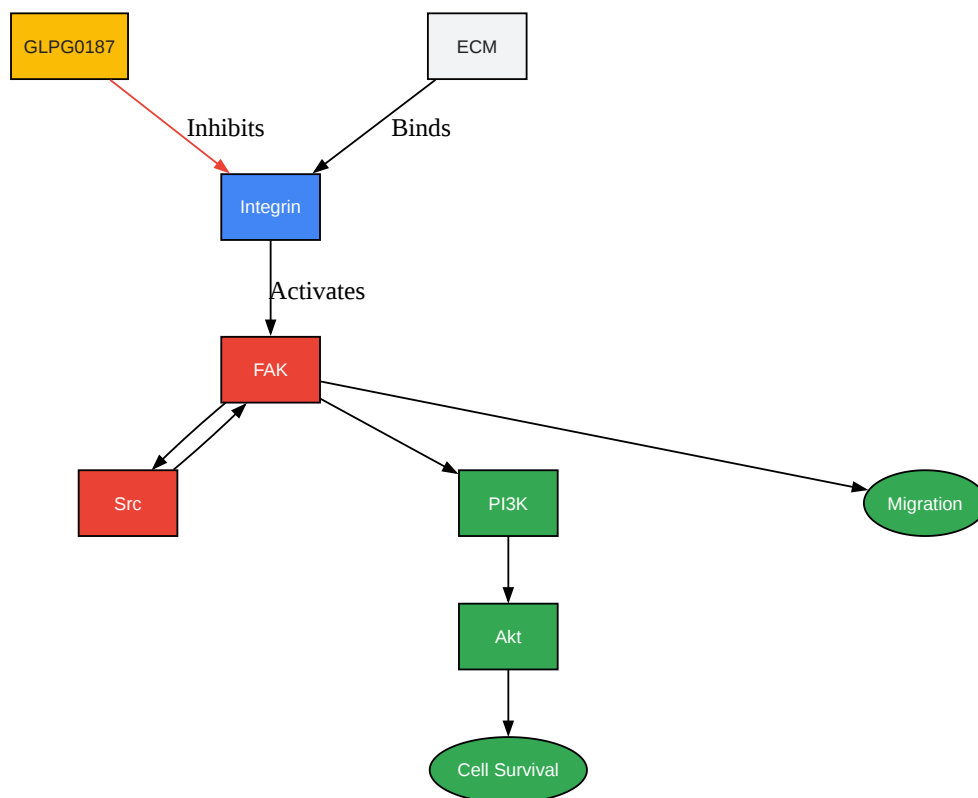 GLPG0187
ECM
Inhibits
Binds
Integrin
Activates
FAK
Src
PI3K
Migration
Akt
Cell Survival